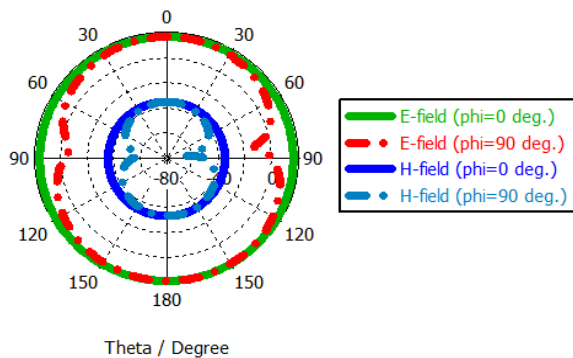 0
30 30
60 60
90 -80 -40 0 90
120 120
150 150
180
Theta / Degree
E-field (phi=0 deg.)
E-field (phi=90 deg.)
H-field (phi=0 deg.)
H-field (phi=90 deg.)